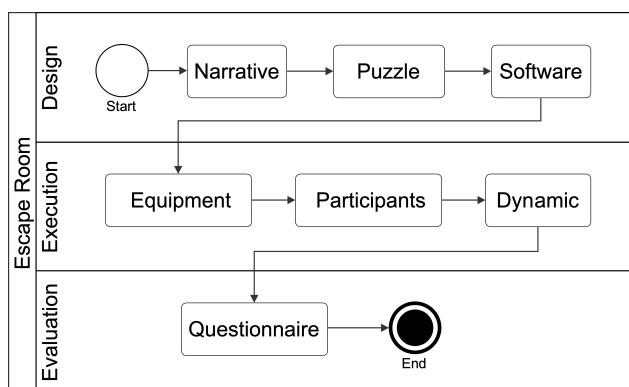 Escape Room
Design
Start
Narrative
Puzzle
Software
Execution
Equipment
Participants
Dynamic
Evaluation
Questionnaire
End